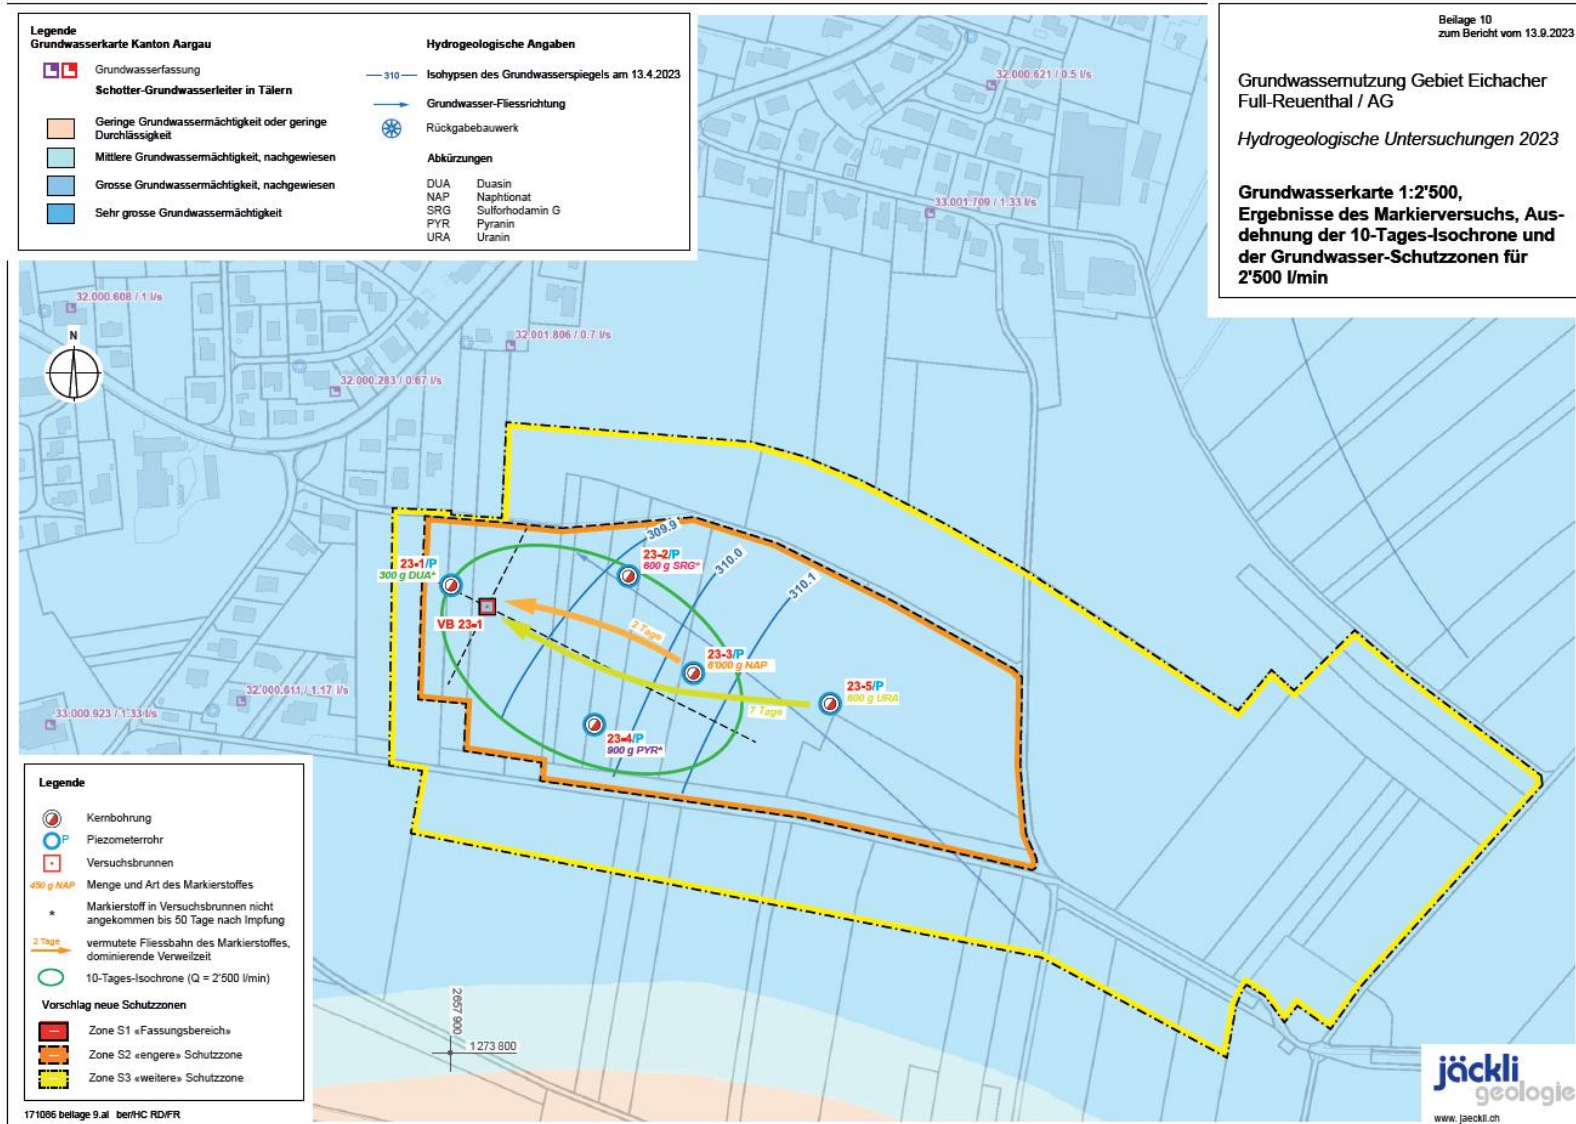 Legende
Grundwasserkarte Kanton Aargau
Grundwasserfassung
Schotter-Grundwasserleiter in Tälern
Geringe Grundwassermächtigkeit oder geringe
Durchlässigkeit
Mittlere Grundwassermächtigkeit, nachgewiesen
Grosse Grundwassermächtigkeit, nachgewiesen
Sehr grosse Grundwassermächtigkeit
Hydrogeologische Angaben
310
Isohypsen des Grundwasserspiegels am 13.4.2023
Grundwasser-Fliessrichtung
Rückgabebauwerk
Abkürzungen
DUA Duasin
NAP Naphtionat
SRG Sulforhodamin G
PYR Pyranin
URA Uranin
Beilage 10
zum Bericht vom 13.9.2023
Grundwassernutzung Gebiet Eichacher
Full-Reuenthal / AG
Hydrogeologische Untersuchungen 2023
Grundwasserkarte 1:2'500,
Ergebnisse des Markierversuchs, Aus-
dehnung der 10-Tages-Isochrone und
der Grundwasser-Schutzzonen für
2'500 l/min
32.000.621 / 0.5 l/s
33.001.709 / 1.33 l/s
32.000.608 / 1 l/s
32.001.806 / 0.7 l/s
N
32.000.283 / 0.67 l/s
32.000.611 / 1.17 l/s
33.000.923 / 1.33 l/s
309.9
310.0
310.1
23-1/P
300 g DUA*
23-2/P
600 g SRG*
VB 23-1
2 Tage
23-3/P
6'000 g NAP
23-5/P
600 g URA
7 Tage
23-4/P
900 g PYR*
Legende
Kernbohrung
P
Piezometerrohr
Versuchsbrunnen
450 g NAP
Menge und Art des Markierstoffes
*
Markierstoff in Versuchsbrunnen nicht
angekommen bis 50 Tage nach Impfung
2 Tage
vermutete Fliessbahn des Markierstoffes,
dominierende Verweilzeit
10-Tages-Isochrone (Q = 2'500 l/min)
Vorschlag neue Schutzzonen
Zone S1 «Fassungsbereich»
Zone S2 «engere» Schutzzone
Zone S3 «weitere» Schutzzone
2657 900
1 273 800
171086 beilage 9.ai ber/HC RD/FR
jäckli
geologie
www. jaeckli.ch